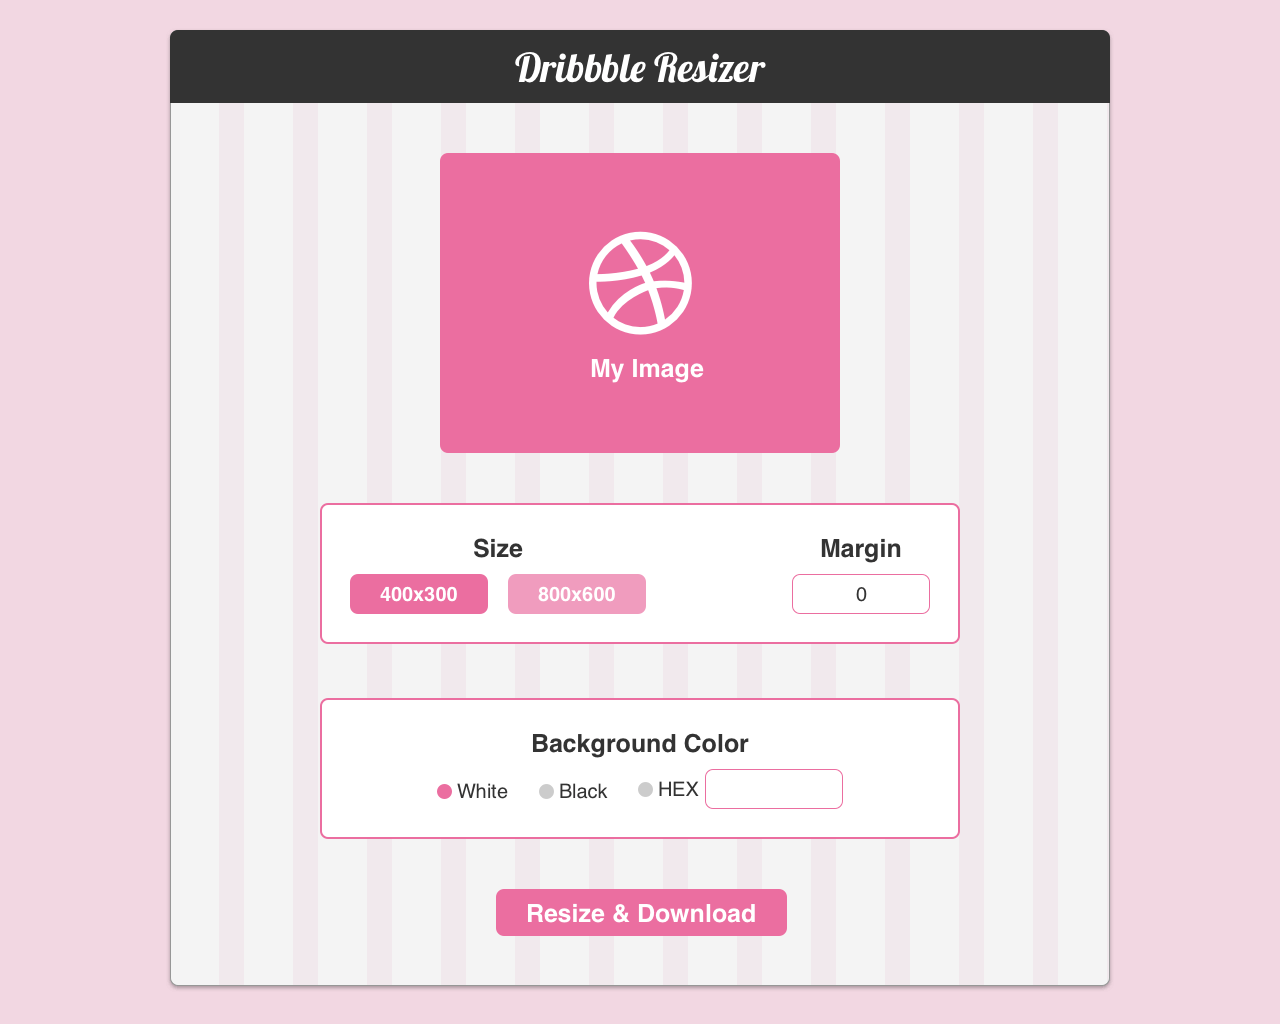 Dribbble Resizer
My Image
Size
Margin
400x300
800x600
0
Background Color
White
Black
HEX
Resize & Download